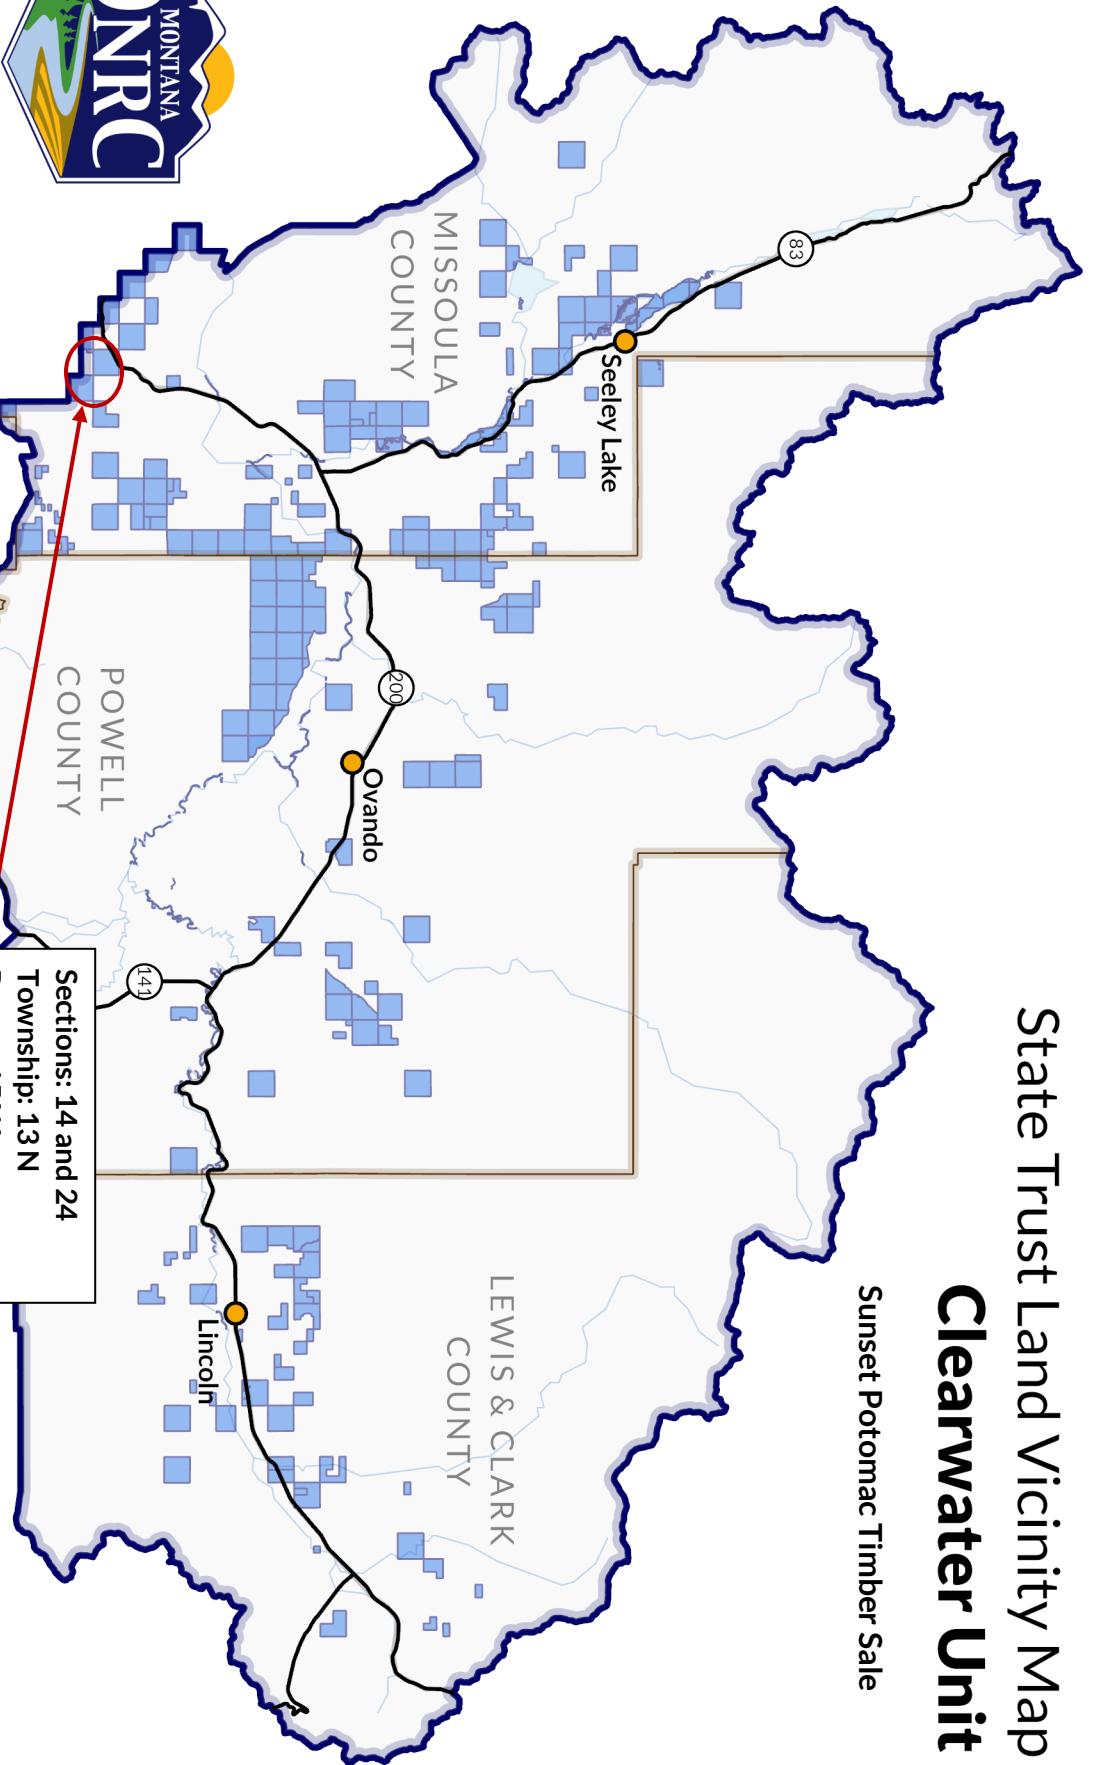 State Trust Land Vicinity Map
Clearwater Unit
Sunset Potomac Timber Sale
83
Seeley Lake
MISSOULA
COUNTY
200
Ovando
POWELL
COUNTY
141
LEWIS & CLARK
COUNTY
Lincoln
MONTANA
DNRC
Sections: 14 and 24
Township: 13 N